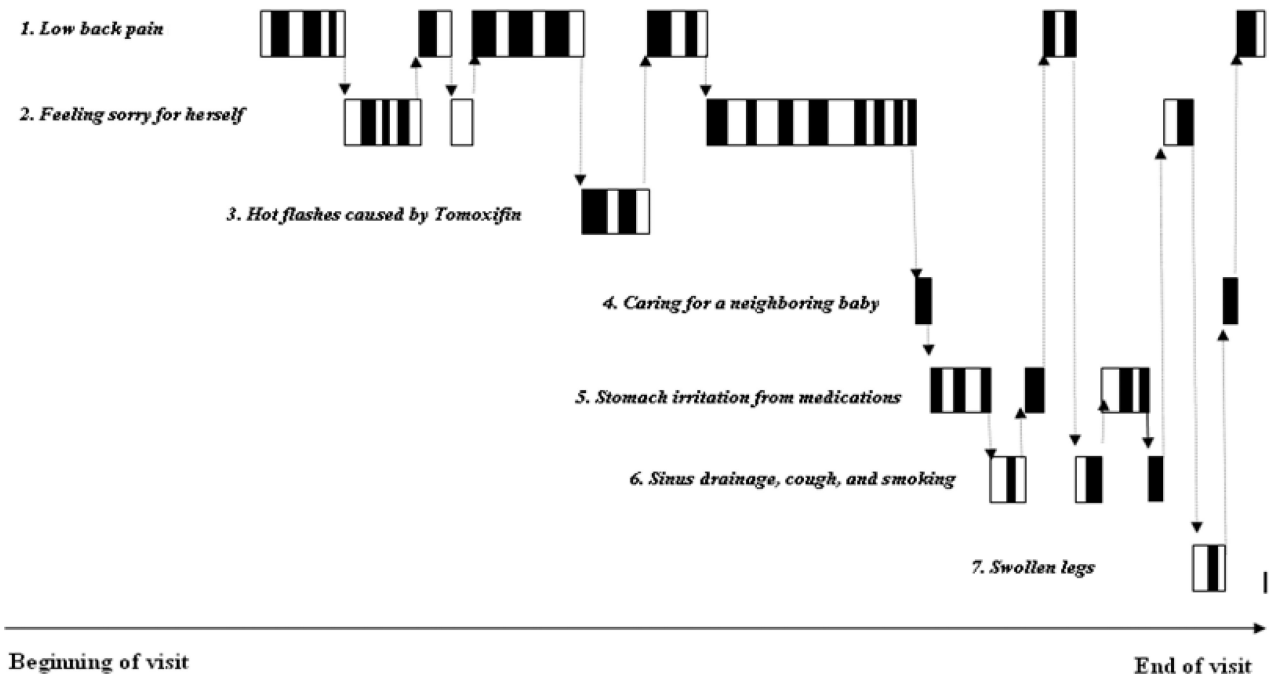 1. Low back pain
2. Feeling sorry for herself
3. Hot flashes caused by Tomoxifin
4. Caring for a neighboring baby
5. Stomach irritation from medications
6. Sinus drainage, cough, and smoking
7. Swollen legs
Beginning of visit
End of visit